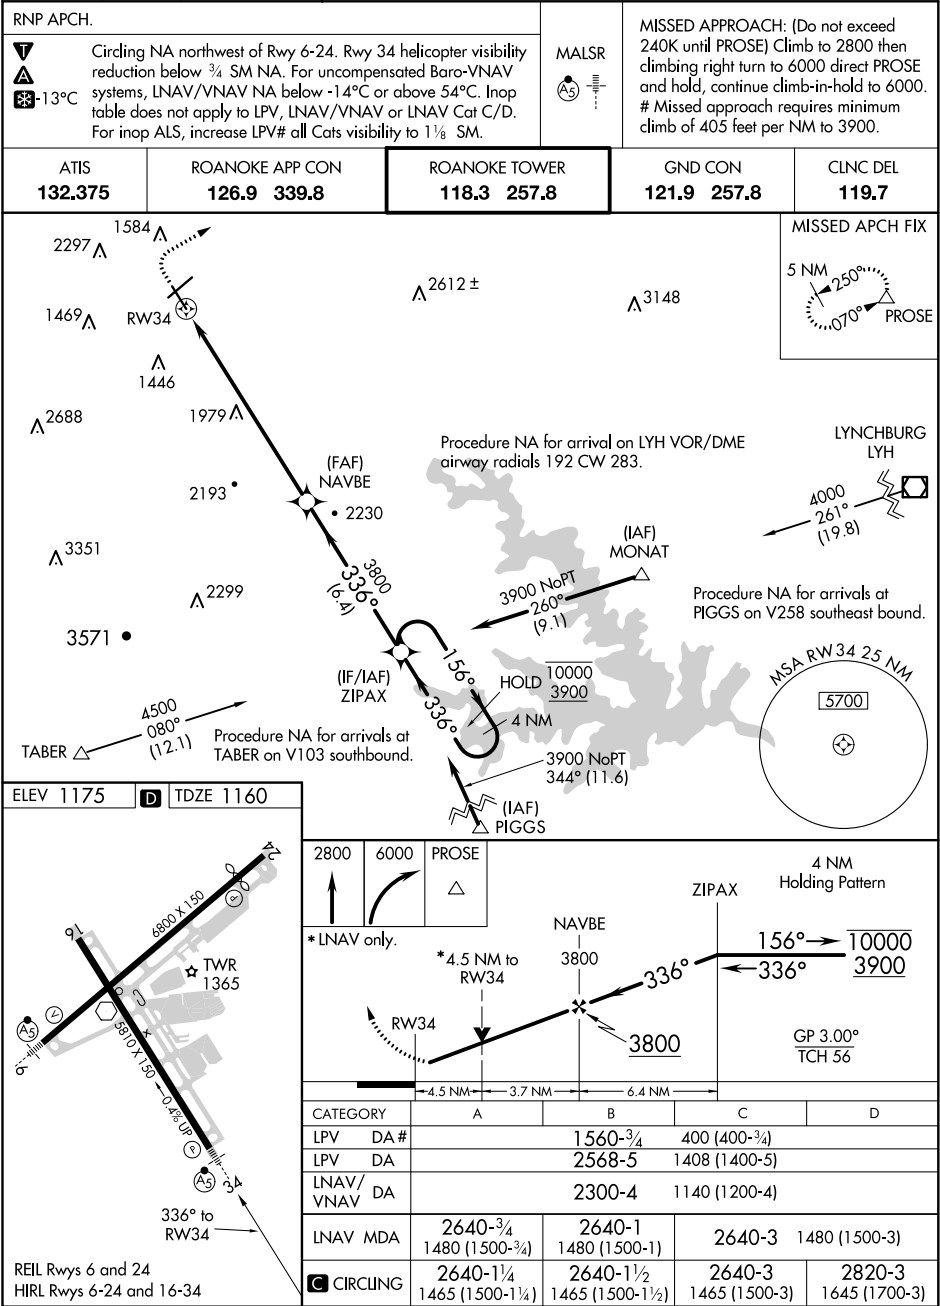 RNP APCH.
T
A
-13°C
Circling NA northwest of Rwy 6-24. Rwy 34 helicopter visibility
reduction below ¾ SM NA. For uncompensated Baro-VNAV
systems, LNAV/VNAV NA below -14°C or above 54°C. Inop
table does not apply to LPV, LNAV/VNAV or LNAV Cat C/D.
For inop ALS, increase LPV# all Cats visibility to 1⅛ SM.
MALSR
A5
MISSED APPROACH: (Do not exceed
240K until PROSE) Climb to 2800 then
climbing right turn to 6000 direct PROSE
and hold, continue climb-in-hold to 6000.
# Missed approach requires minimum
climb of 405 feet per NM to 3900.
ATIS
132.375
ROANOKE APP CON
126.9 339.8
ROANOKE TOWER
118.3 257.8
GND CON
121.9 257.8
CLNC DEL
119.7
1584
2297
2612 ±
3148
1469
RW34
1446
2688
1979
MISSED APCH FIX
5 NM
250°
070°
PROSE
Procedure NA for arrival on LYH VOR/DME
airway radials 192 CW 283.
LYNCHBURG
LYH
4000
261°
(19.8)
(FAF)
NAVBE
2193
2230
3351
2299
3571
3800
336°
(6.4)
(IAF)
MONAT
3900 NoPT
260°
(9.1)
Procedure NA for arrivals at
PIGGS on V258 southeast bound.
(IF/IAF)
ZIPAX
156°
336°
HOLD
10000
3900
4 NM
MSA RW34 25 NM
5700
4500
080°
(12.1)
TABER
Procedure NA for arrivals at
TABER on V103 southbound.
3900 NoPT
344° (11.6)
(IAF)
PIGGS
ELEV 1175
D
TDZE 1160
24
6800 X 150
P
16
TWR
1365
V
A5
6
5810 X 150
0.4% UP
P
A5
34
336° to
RW34
REIL Rwys 6 and 24
HIRL Rwys 6-24 and 16-34
2800
6000
PROSE
* LNAV only.
4 NM
Holding Pattern
ZIPAX
NAVBE
3800
*4.5 NM to
RW34
RW34
336°
156°
336°
10000
3900
3800
GP 3.00°
TCH 56
4.5 NM
3.7 NM
6.4 NM
CATEGORY A B C D
LPV DA # 1560-¾ 400 (400-¾)
LPV DA 2568-5 1408 (1400-5)
LNAV/
VNAV DA 2300-4 1140 (1200-4)
LNAV MDA 2640-¾ 2640-1 2640-3 1480 (1500-3)
1480 (1500-¾) 1480 (1500-1)
C CIRCLING 2640-1¼ 2640-1½ 2640-3 2820-3
1465 (1500-1¼) 1465 (1500-1½) 1465 (1500-3) 1645 (1700-3)